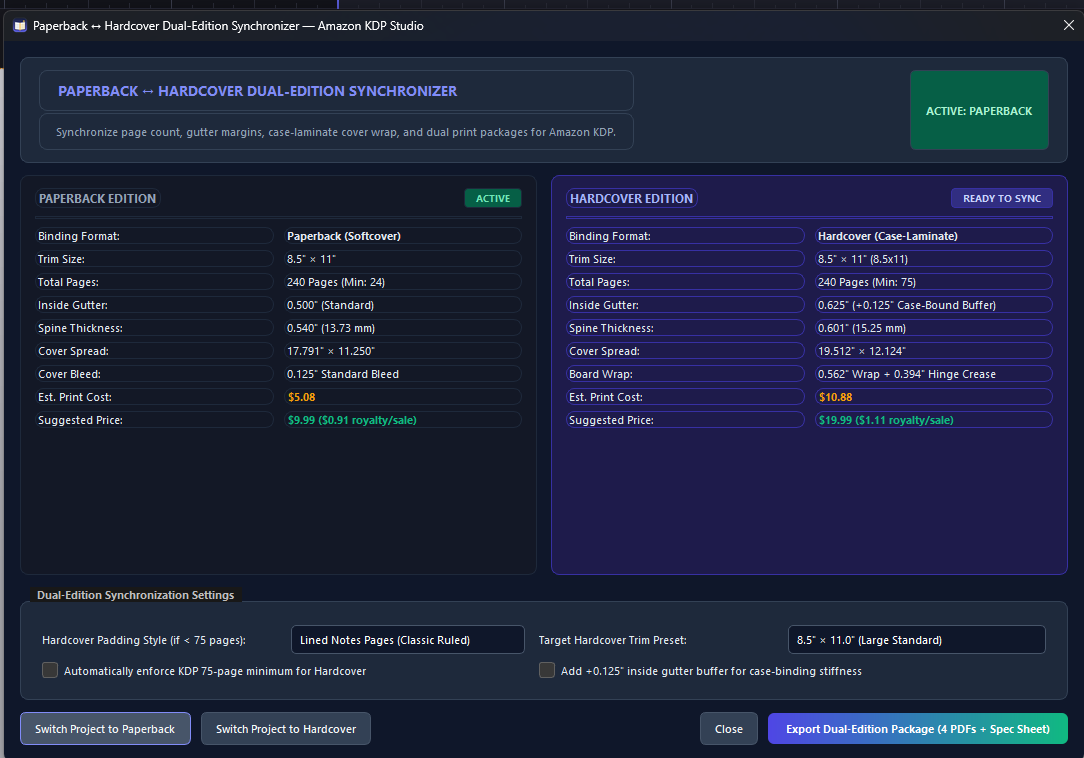 Paperback ↔ Hardcover Dual-Edition Synchronizer — Amazon KDP Studio
PAPERBACK ↔ HARDCOVER DUAL-EDITION SYNCHRONIZER
Synchronize page count, gutter margins, case-laminate cover wrap, and dual print packages for Amazon KDP.
ACTIVE: PAPERBACK
PAPERBACK EDITION
ACTIVE
Binding Format: Paperback (Softcover)
Trim Size: 8.5" × 11"
Total Pages: 240 Pages (Min: 24)
Inside Gutter: 0.500" (Standard)
Spine Thickness: 0.540" (13.73 mm)
Cover Spread: 17.791" × 11.250"
Cover Bleed: 0.125" Standard Bleed
Est. Print Cost: $5.08
Suggested Price: $9.99 ($0.91 royalty/sale)
HARDCOVER EDITION
READY TO SYNC
Binding Format: Hardcover (Case-Laminate)
Trim Size: 8.5" × 11" (8.5x11)
Total Pages: 240 Pages (Min: 75)
Inside Gutter: 0.625" (+0.125" Case-Bound Buffer)
Spine Thickness: 0.601" (15.25 mm)
Cover Spread: 19.512" × 12.124"
Board Wrap: 0.562" Wrap + 0.394" Hinge Crease
Est. Print Cost: $10.88
Suggested Price: $19.99 ($1.11 royalty/sale)
Dual-Edition Synchronization Settings
Hardcover Padding Style (if < 75 pages): Lined Notes Pages (Classic Ruled)
Target Hardcover Trim Preset: 8.5" × 11.0" (Large Standard)
Automatically enforce KDP 75-page minimum for Hardcover
Add +0.125" inside gutter buffer for case-binding stiffness
Switch Project to Paperback
Switch Project to Hardcover
Close
Export Dual-Edition Package (4 PDFs + Spec Sheet)